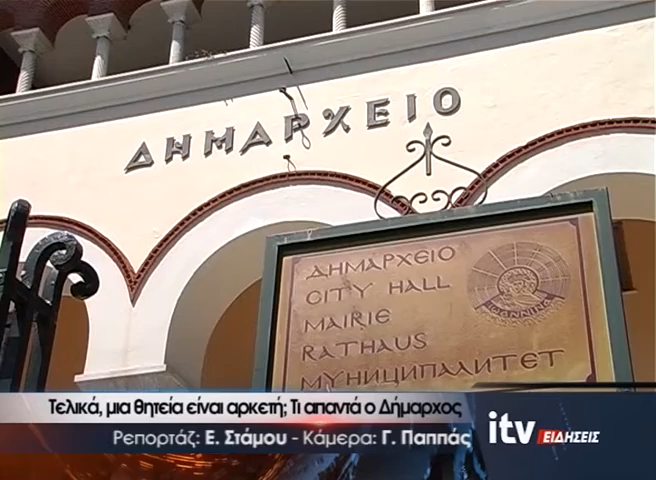 ΔΗΜΑΡΧΕΙΟ
ΔΗΜΑΡΧΕΙΟ
CITY HALL
MAIRIE
RATHAUS
МУНИЦИПАЛИТЕТ
Τελικά, μια θητεία είναι αρκετή; Τι απαντά ο Δήμαρχος
Ρεπορτάζ: Ε. Στάμου - Κάμερα: Γ. Παππάς
itv ΕΙΔΗΣΕΙΣ